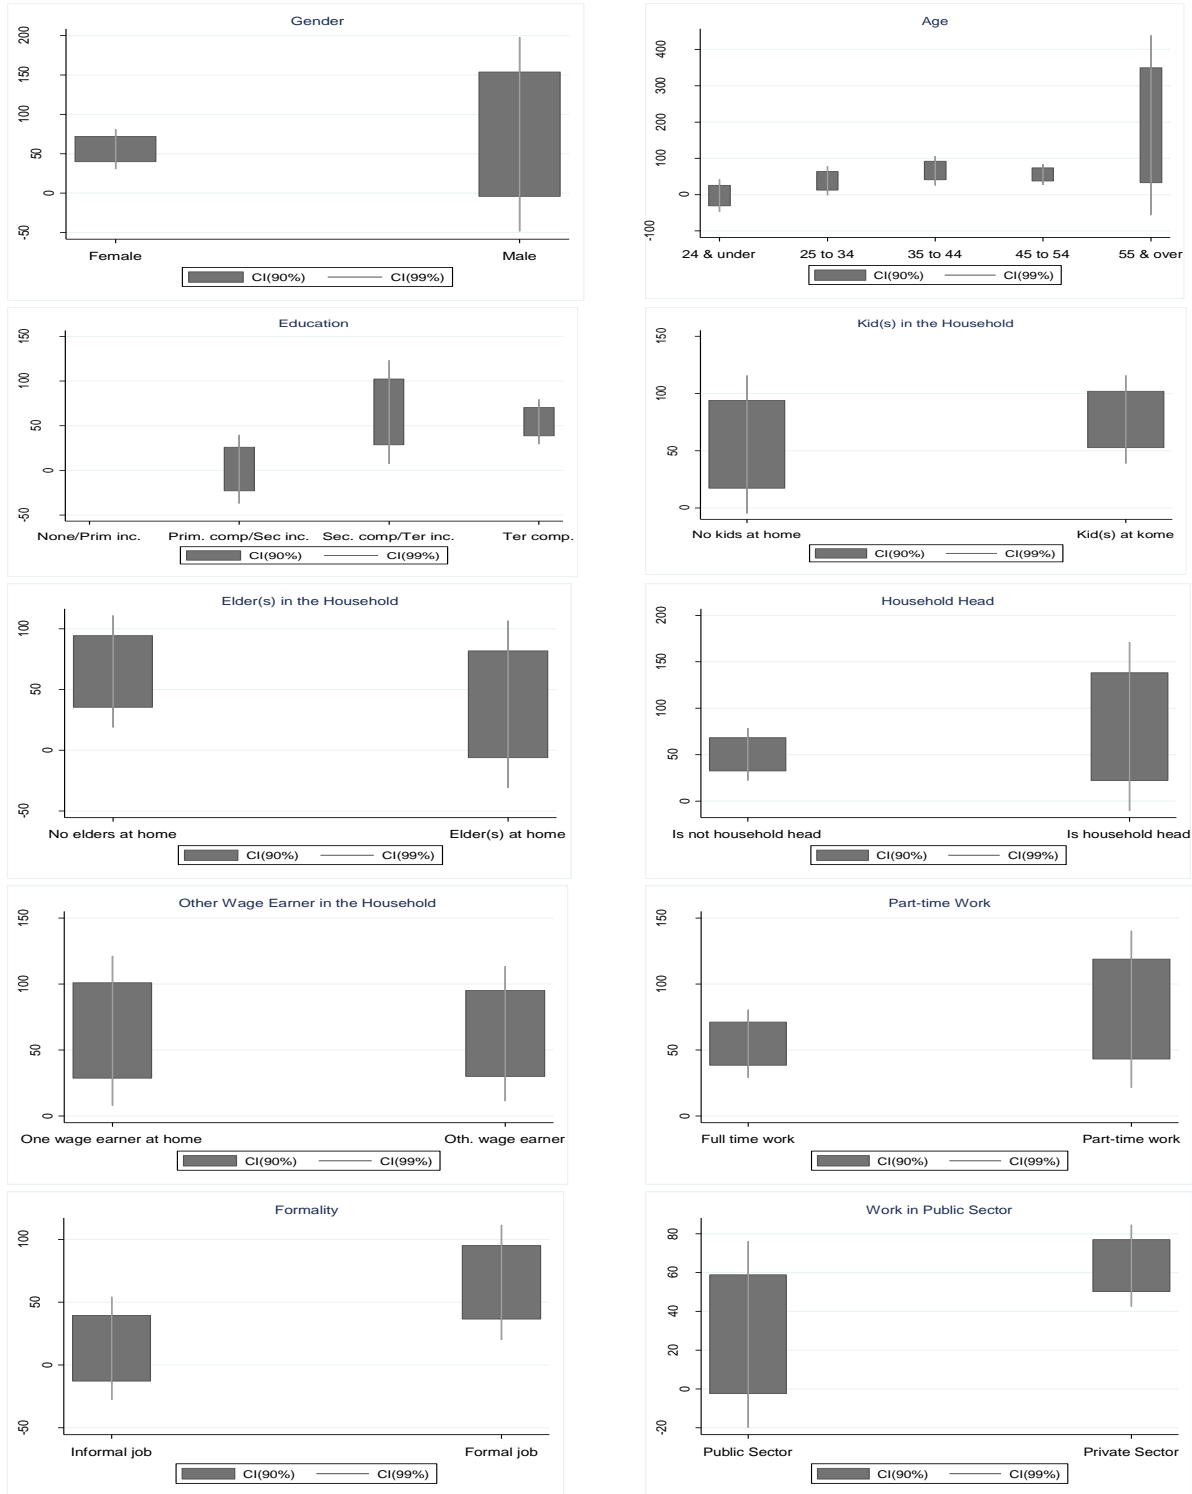 Gender
200
150
100
50
0
-50
Female Male
CI(90%) CI(99%)
Age
400
300
200
100
0
-100
24 & under 25 to 34 35 to 44 45 to 54 55 & over
CI(90%) CI(99%)
Education
150
100
50
0
-50
None/Prim inc. Prim. comp/Sec inc. Sec. comp/Ter inc. Ter comp.
CI(90%) CI(99%)
Kid(s) in the Household
150
100
50
0
No kids at home Kid(s) at kome
CI(90%) CI(99%)
Elder(s) in the Household
100
50
0
-50
No elders at home Elder(s) at home
CI(90%) CI(99%)
Household Head
200
150
100
50
0
Is not household head Is household head
CI(90%) CI(99%)
Other Wage Earner in the Household
150
100
50
0
One wage earner at home Oth. wage earner
CI(90%) CI(99%)
Part-time Work
150
100
50
0
Full time work Part-time work
CI(90%) CI(99%)
Formality
100
50
0
-50
Informal job Formal job
CI(90%) CI(99%)
Work in Public Sector
80
60
40
20
0
-20
Public Sector Private Sector
CI(90%) CI(99%)